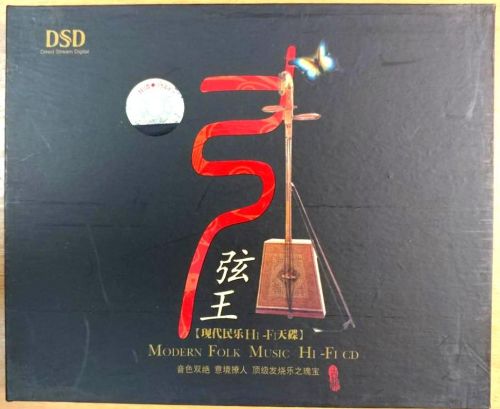 DSD
Direct Stream Digital
弦
王
【现代民乐Hi-Fi天碟】
MODERN FOLK MUSIC HI-FI CD
音色双绝 意境撩人 顶级发烧乐之瑰宝